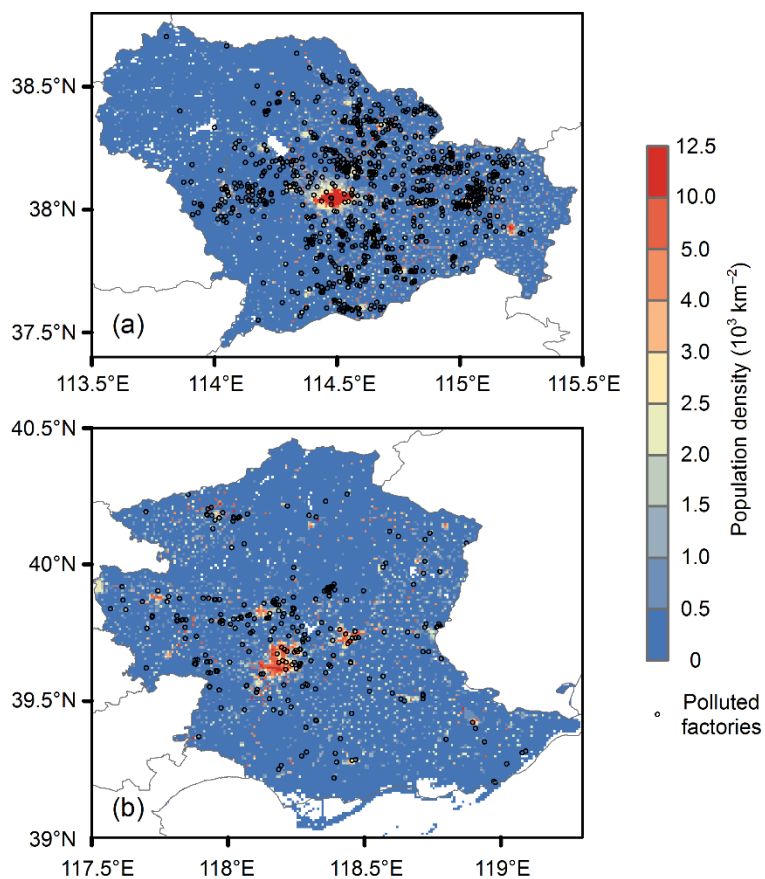 38.5°N
38°N
37.5°N
(a)
113.5°E
114°E
114.5°E
115°E
115.5°E
40.5°N
40°N
39.5°N
39°N
(b)
117.5°E
118°E
118.5°E
119°E
12.5
10.0
5.0
4.0
3.0
2.5
2.0
1.5
1.0
0.5
0
Population density (10³ km⁻²)
Polluted
factories